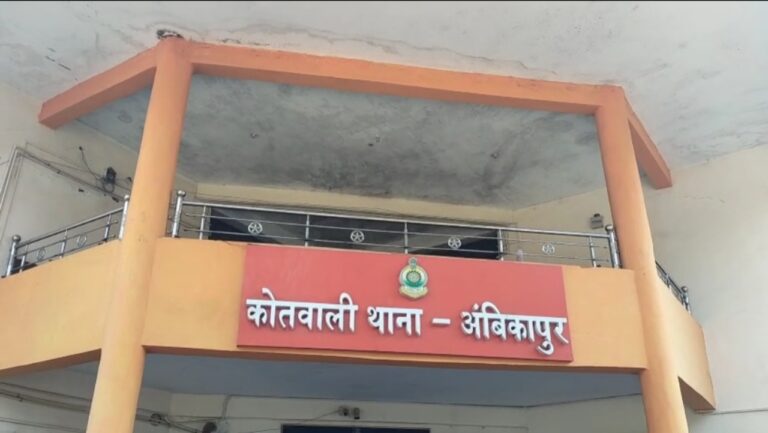 कोतवाली थाना – अंबिकापुर